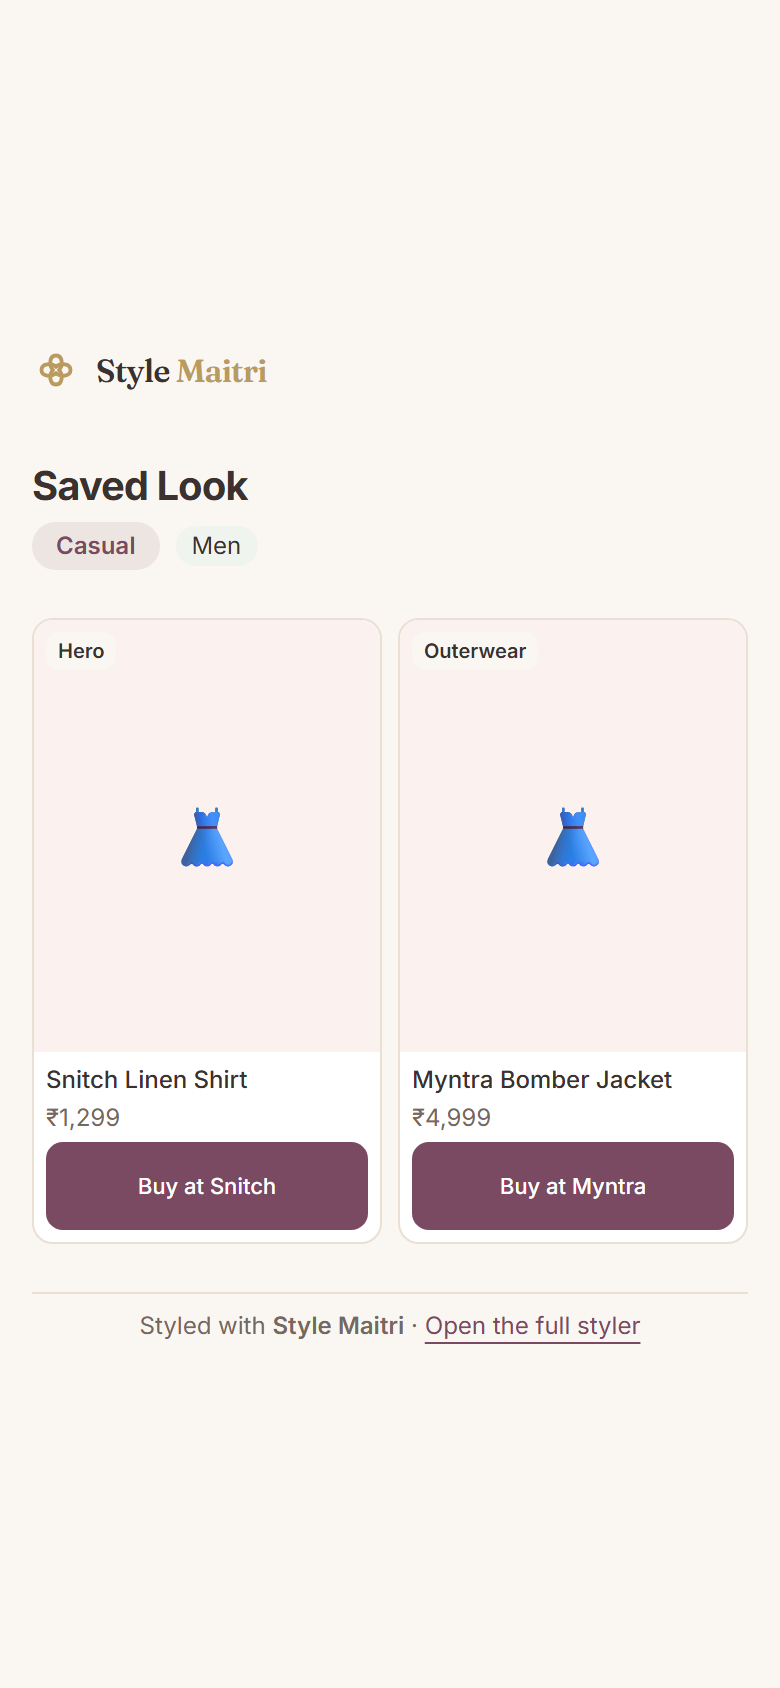 Style Maitri
Saved Look
Casual
Men
Hero
Outerwear
Snitch Linen Shirt
₹1,299
Buy at Snitch
Myntra Bomber Jacket
₹4,999
Buy at Myntra
Styled with Style Maitri · Open the full styler